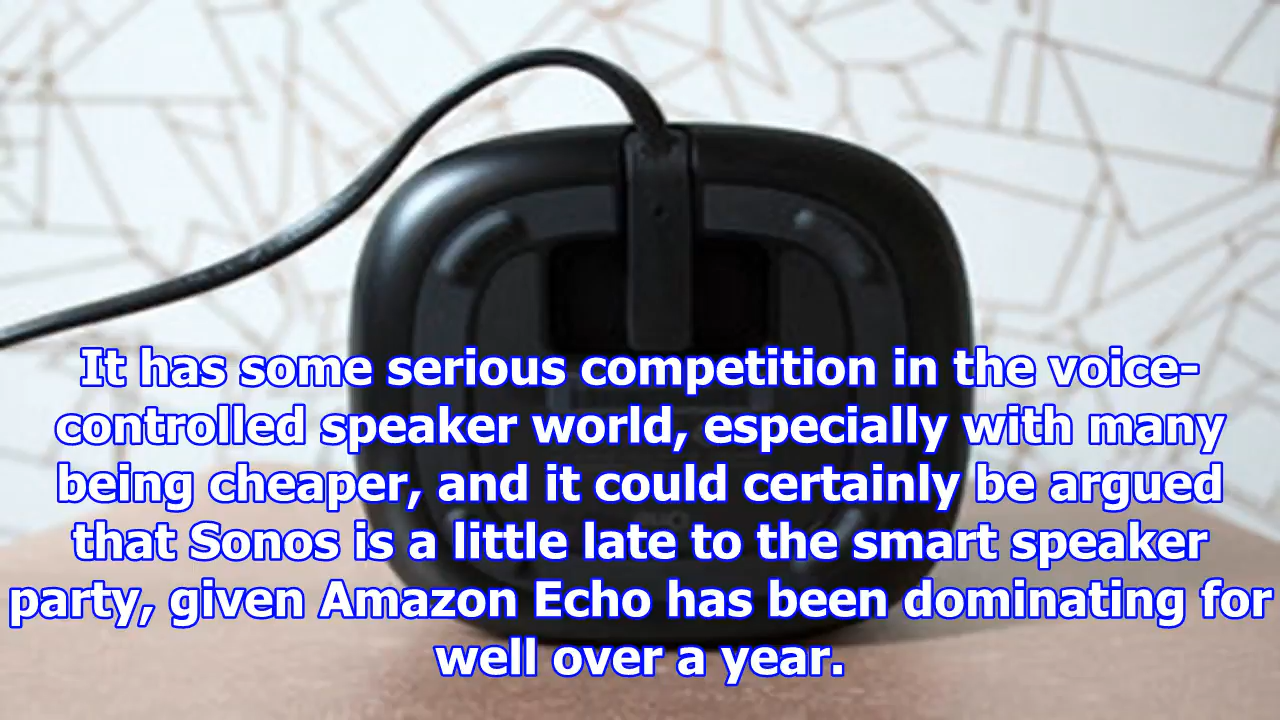 It has some serious competition in the voice-
controlled speaker world, especially with many
being cheaper, and it could certainly be argued
that Sonos is a little late to the smart speaker
party, given Amazon Echo has been dominating for
well over a year.